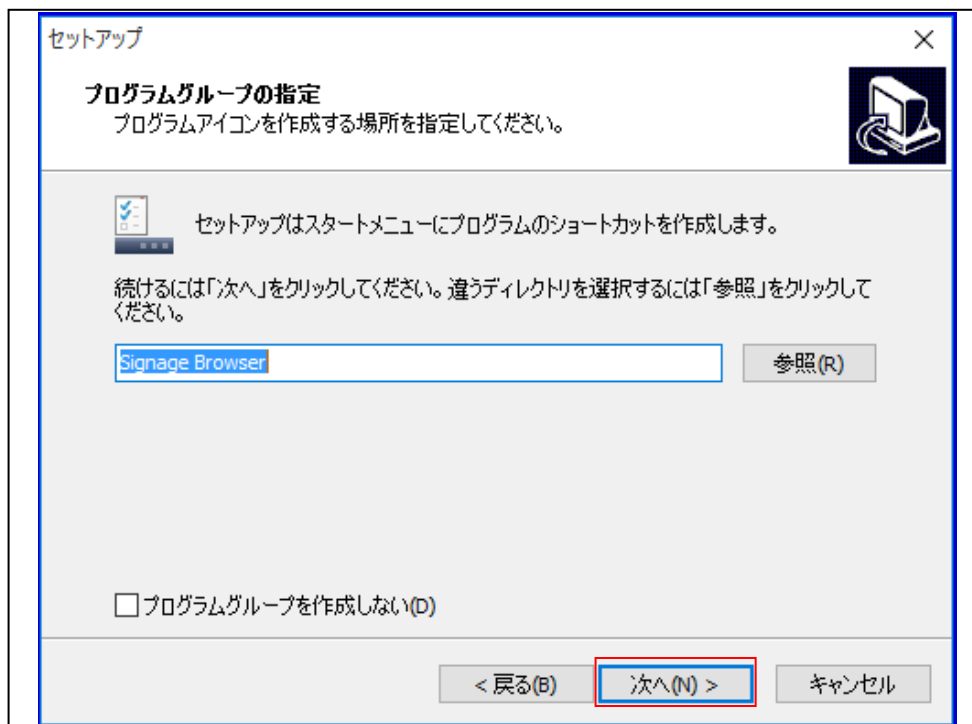 セットアップ
プログラムグループの指定
プログラムアイコンを作成する場所を指定してください。
セットアップはスタートメニューにプログラムのショートカットを作成します。
続けるには「次へ」をクリックしてください。違うディレクトリを選択するには「参照」をクリックして
ください。
Signage Browser
参照(R)
プログラムグループを作成しない(D)
< 戻る(B)
次へ(N) >
キャンセル